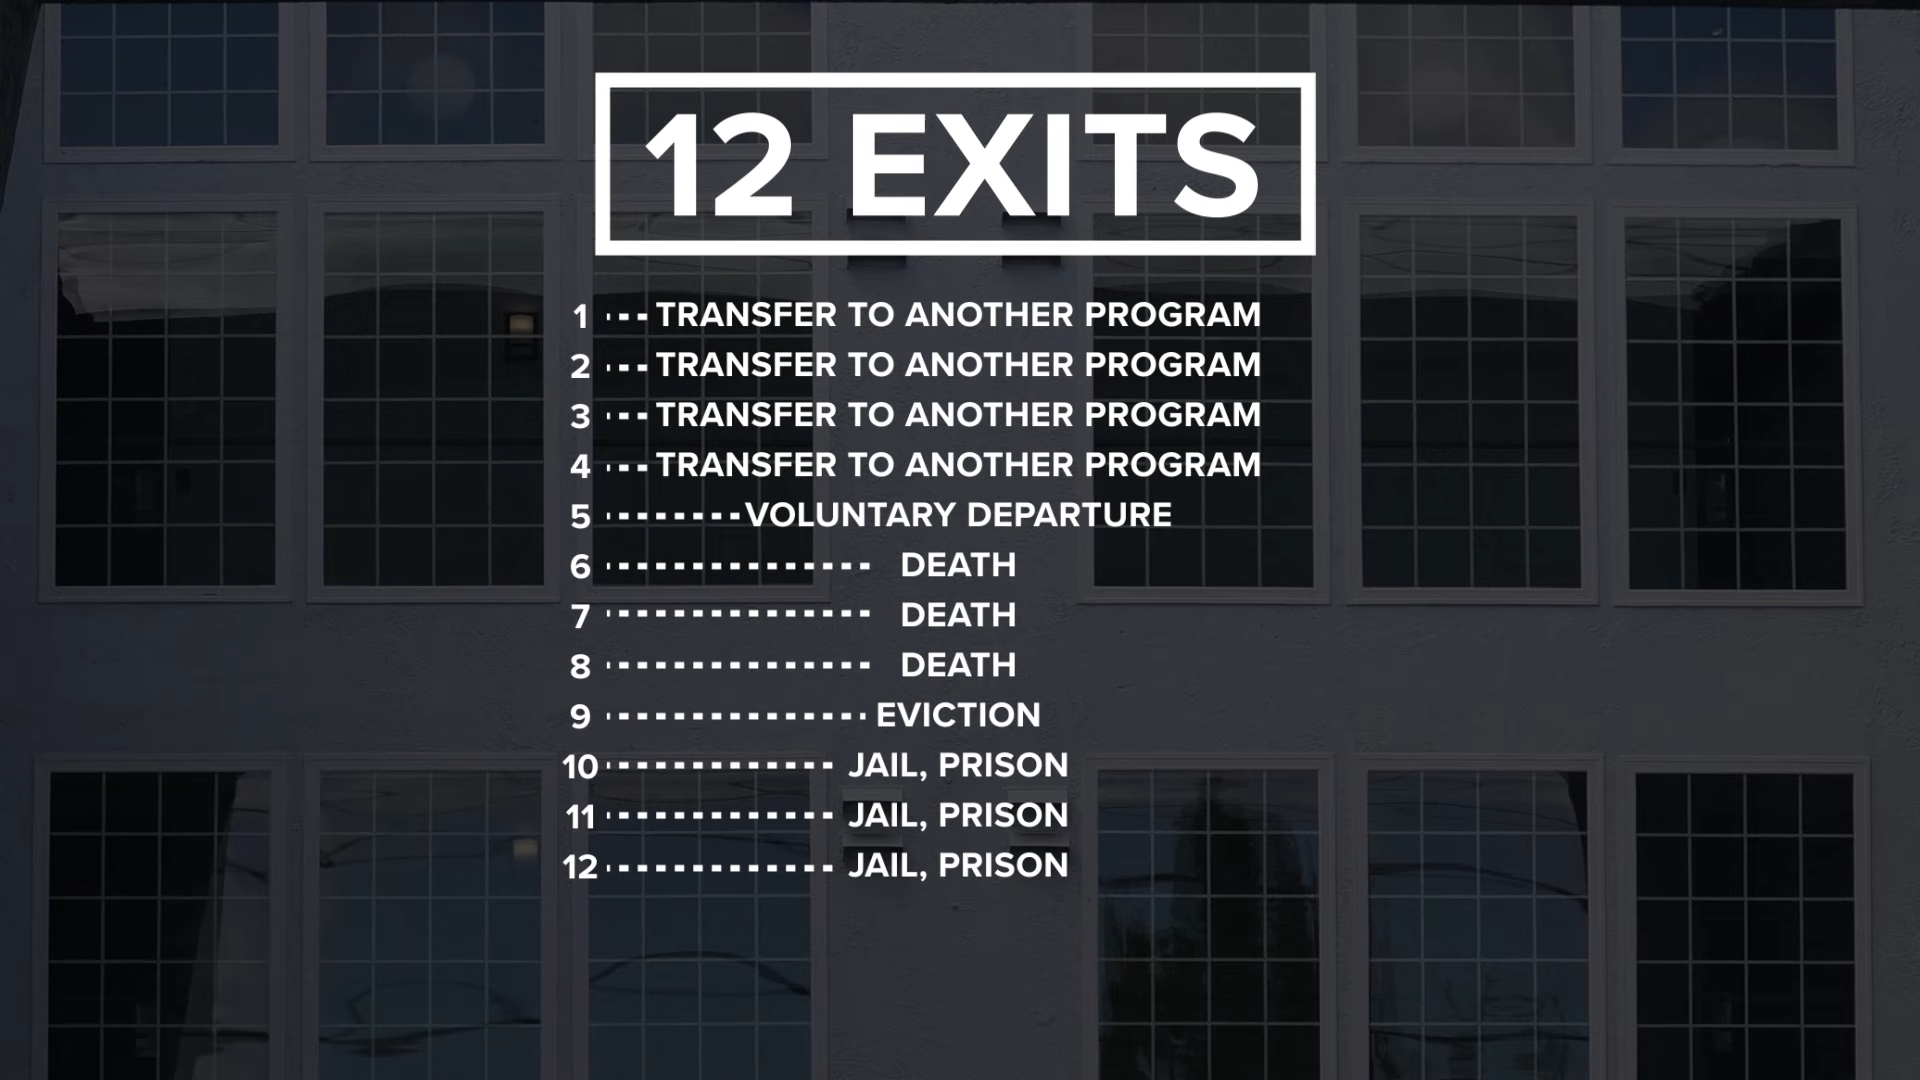 12 EXITS
1 TRANSFER TO ANOTHER PROGRAM
2 TRANSFER TO ANOTHER PROGRAM
3 TRANSFER TO ANOTHER PROGRAM
4 TRANSFER TO ANOTHER PROGRAM
5 VOLUNTARY DEPARTURE
6 DEATH
7 DEATH
8 DEATH
9 EVICTION
10 JAIL, PRISON
11 JAIL, PRISON
12 JAIL, PRISON